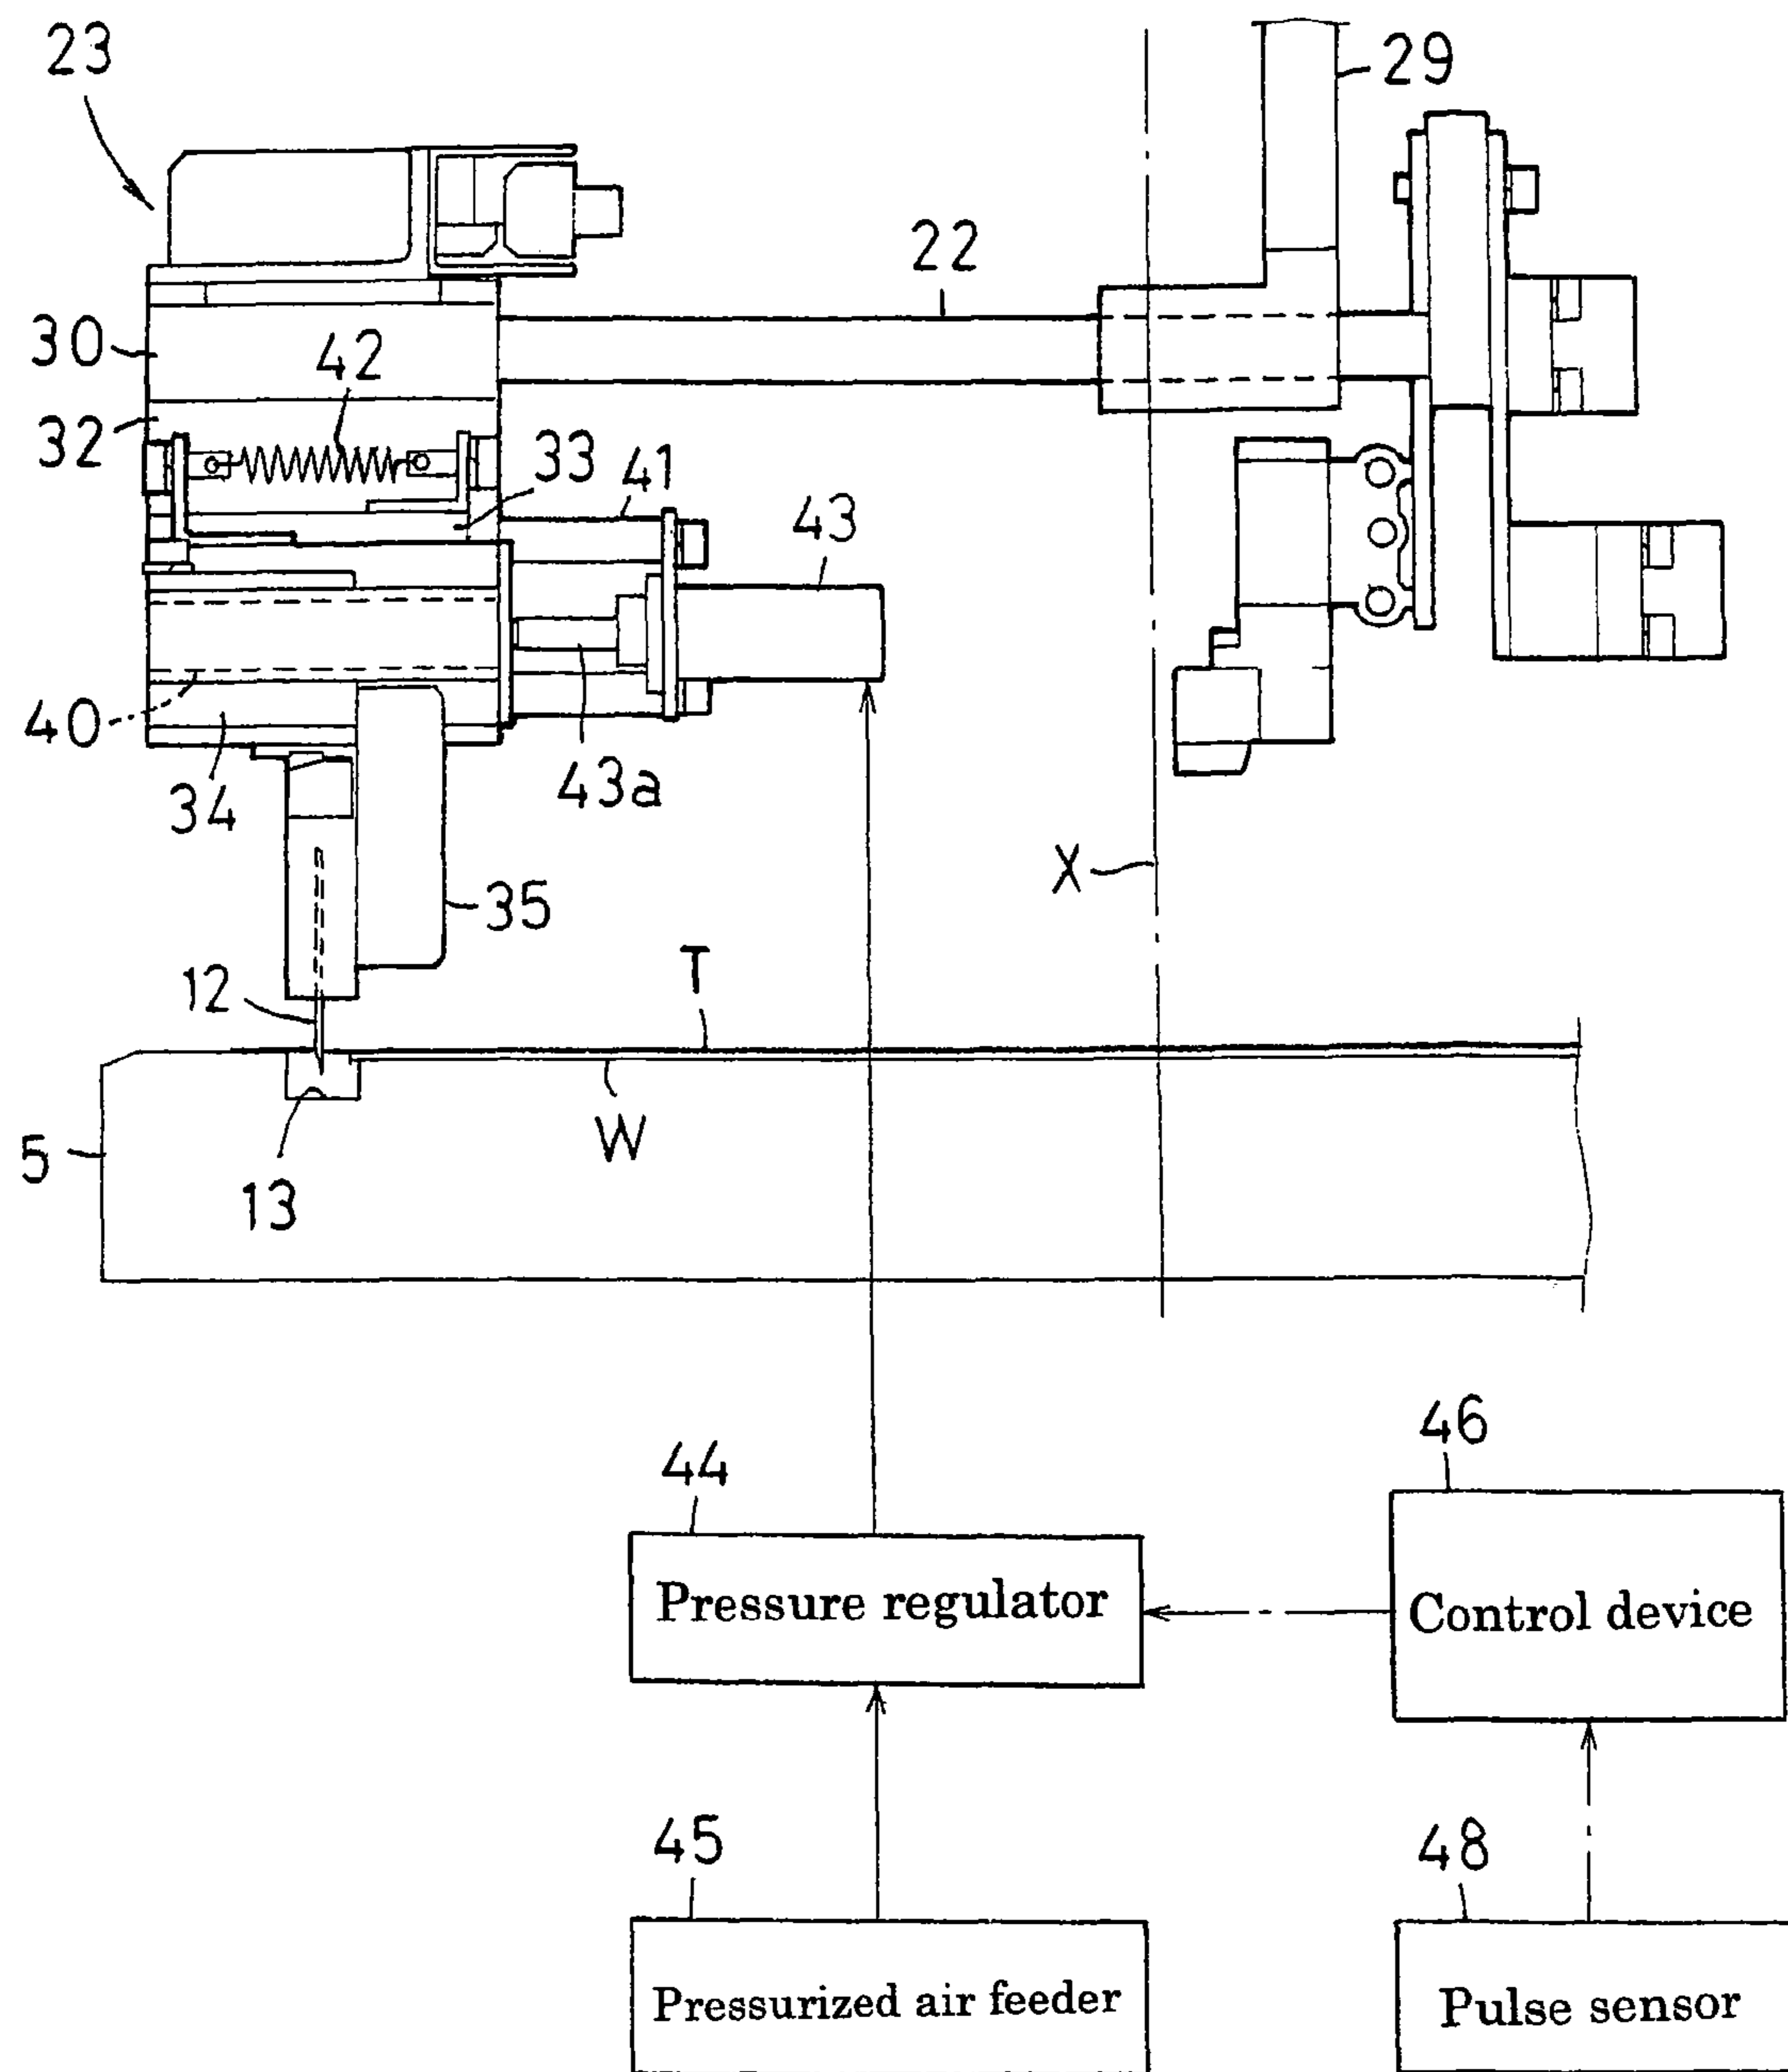 23
29
22
30
42
32
33
41
43
40
34
43a
X
35
12
T
W
5
13
46
44
Pressure regulator
Control device
45
48
Pressurized air feeder
Pulse sensor